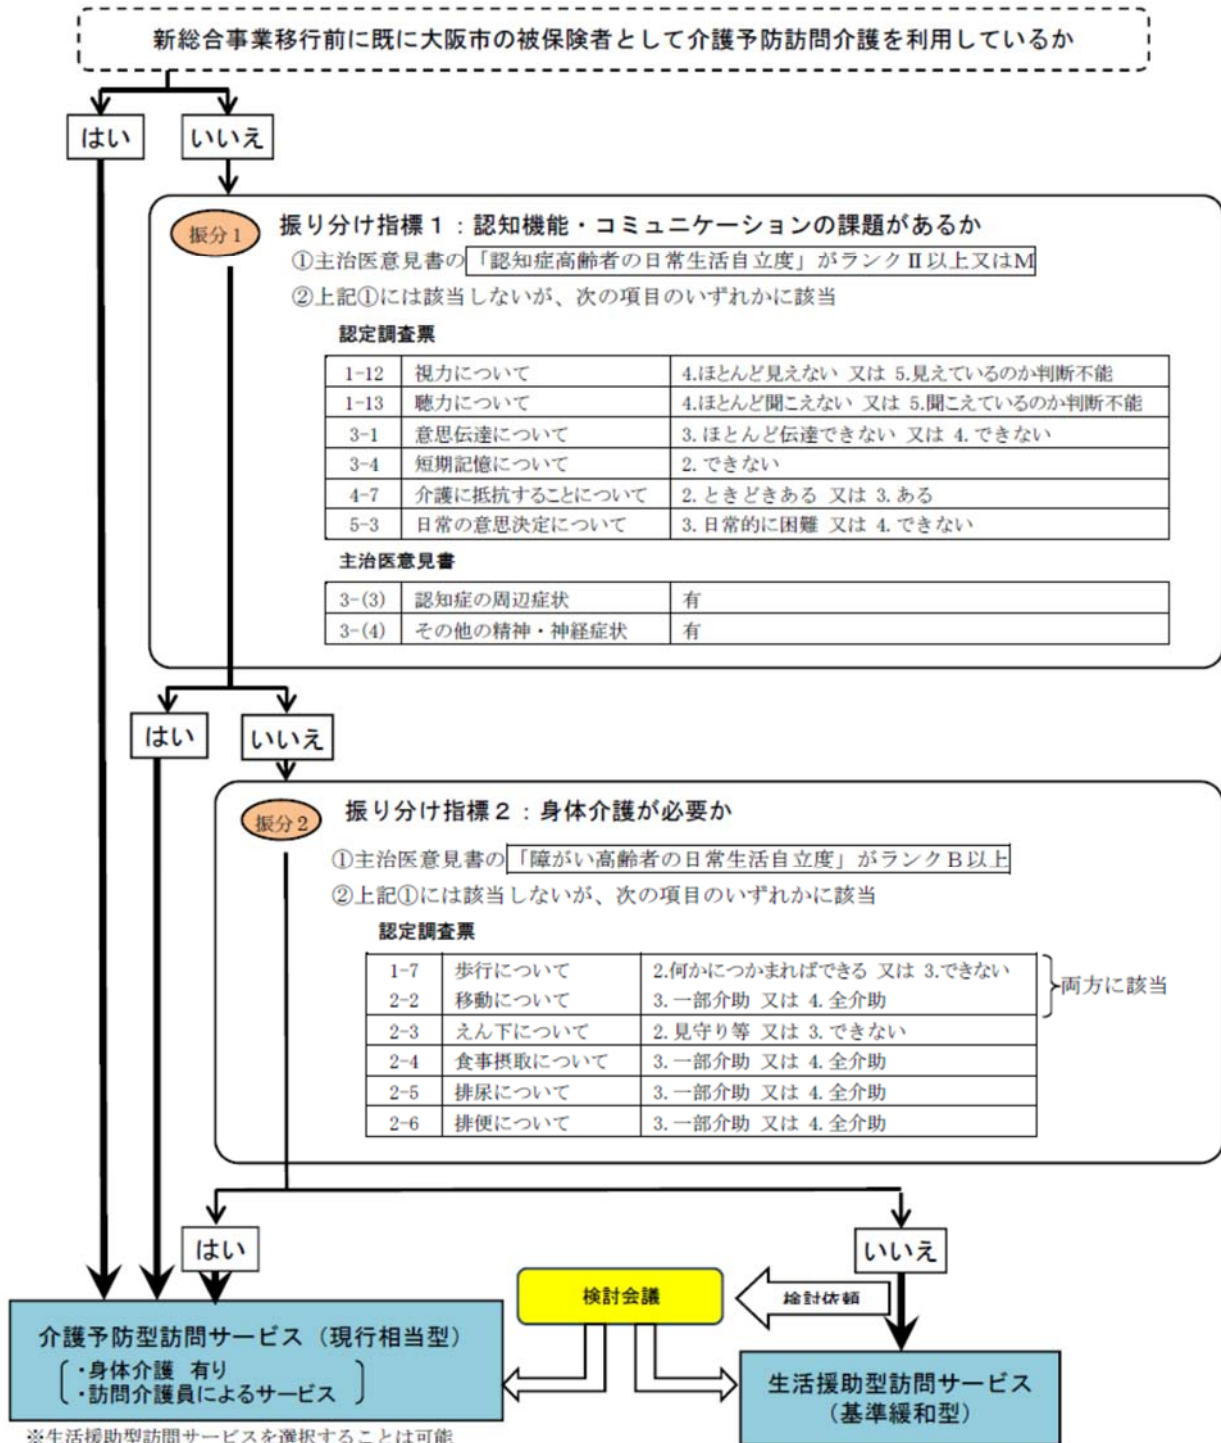 新総合事業移行前に既に大阪市の被保険者として介護予防訪問介護を利用しているか
はい
いいえ
振分1
振り分け指標1：認知機能・コミュニケーションの課題があるか
①主治医意見書の「認知症高齢者の日常生活自立度」がランクⅡ以上又はM
②上記①には該当しないが、次の項目のいずれかに該当
認定調査票
1-12 視力について 4.ほとんど見えない 又は 5.見えているのか判断不能
1-13 聴力について 4.ほとんど聞こえない 又は 5.聞こえているのか判断不能
3-1 意思伝達について 3.ほとんど伝達できない 又は 4.できない
3-4 短期記憶について 2.できない
4-7 介護に抵抗することについて 2.ときどきある 又は 3.ある
5-3 日常の意思決定について 3.日常的に困難 又は 4.できない
主治医意見書
3-(3) 認知症の周辺症状 有
3-(4) その他の精神・神経症状 有
はい
いいえ
振分2
振り分け指標2：身体介護が必要か
①主治医意見書の「障がい高齢者の日常生活自立度」がランクB以上
②上記①には該当しないが、次の項目のいずれかに該当
認定調査票
1-7 歩行について 2.何かにつかまればできる 又は 3.できない
両方に該当
2-2 移動について 3.一部介助 又は 4.全介助
2-3 えん下について 2.見守り等 又は 3.できない
2-4 食事摂取について 3.一部介助 又は 4.全介助
2-5 排尿について 3.一部介助 又は 4.全介助
2-6 排便について 3.一部介助 又は 4.全介助
はい
いいえ
検討会議
検討依頼
介護予防型訪問サービス（現行相当型）
・身体介護 有り
・訪問介護員によるサービス
生活援助型訪問サービス
（基準緩和型）
※生活援助型訪問サービスを選択することは可能